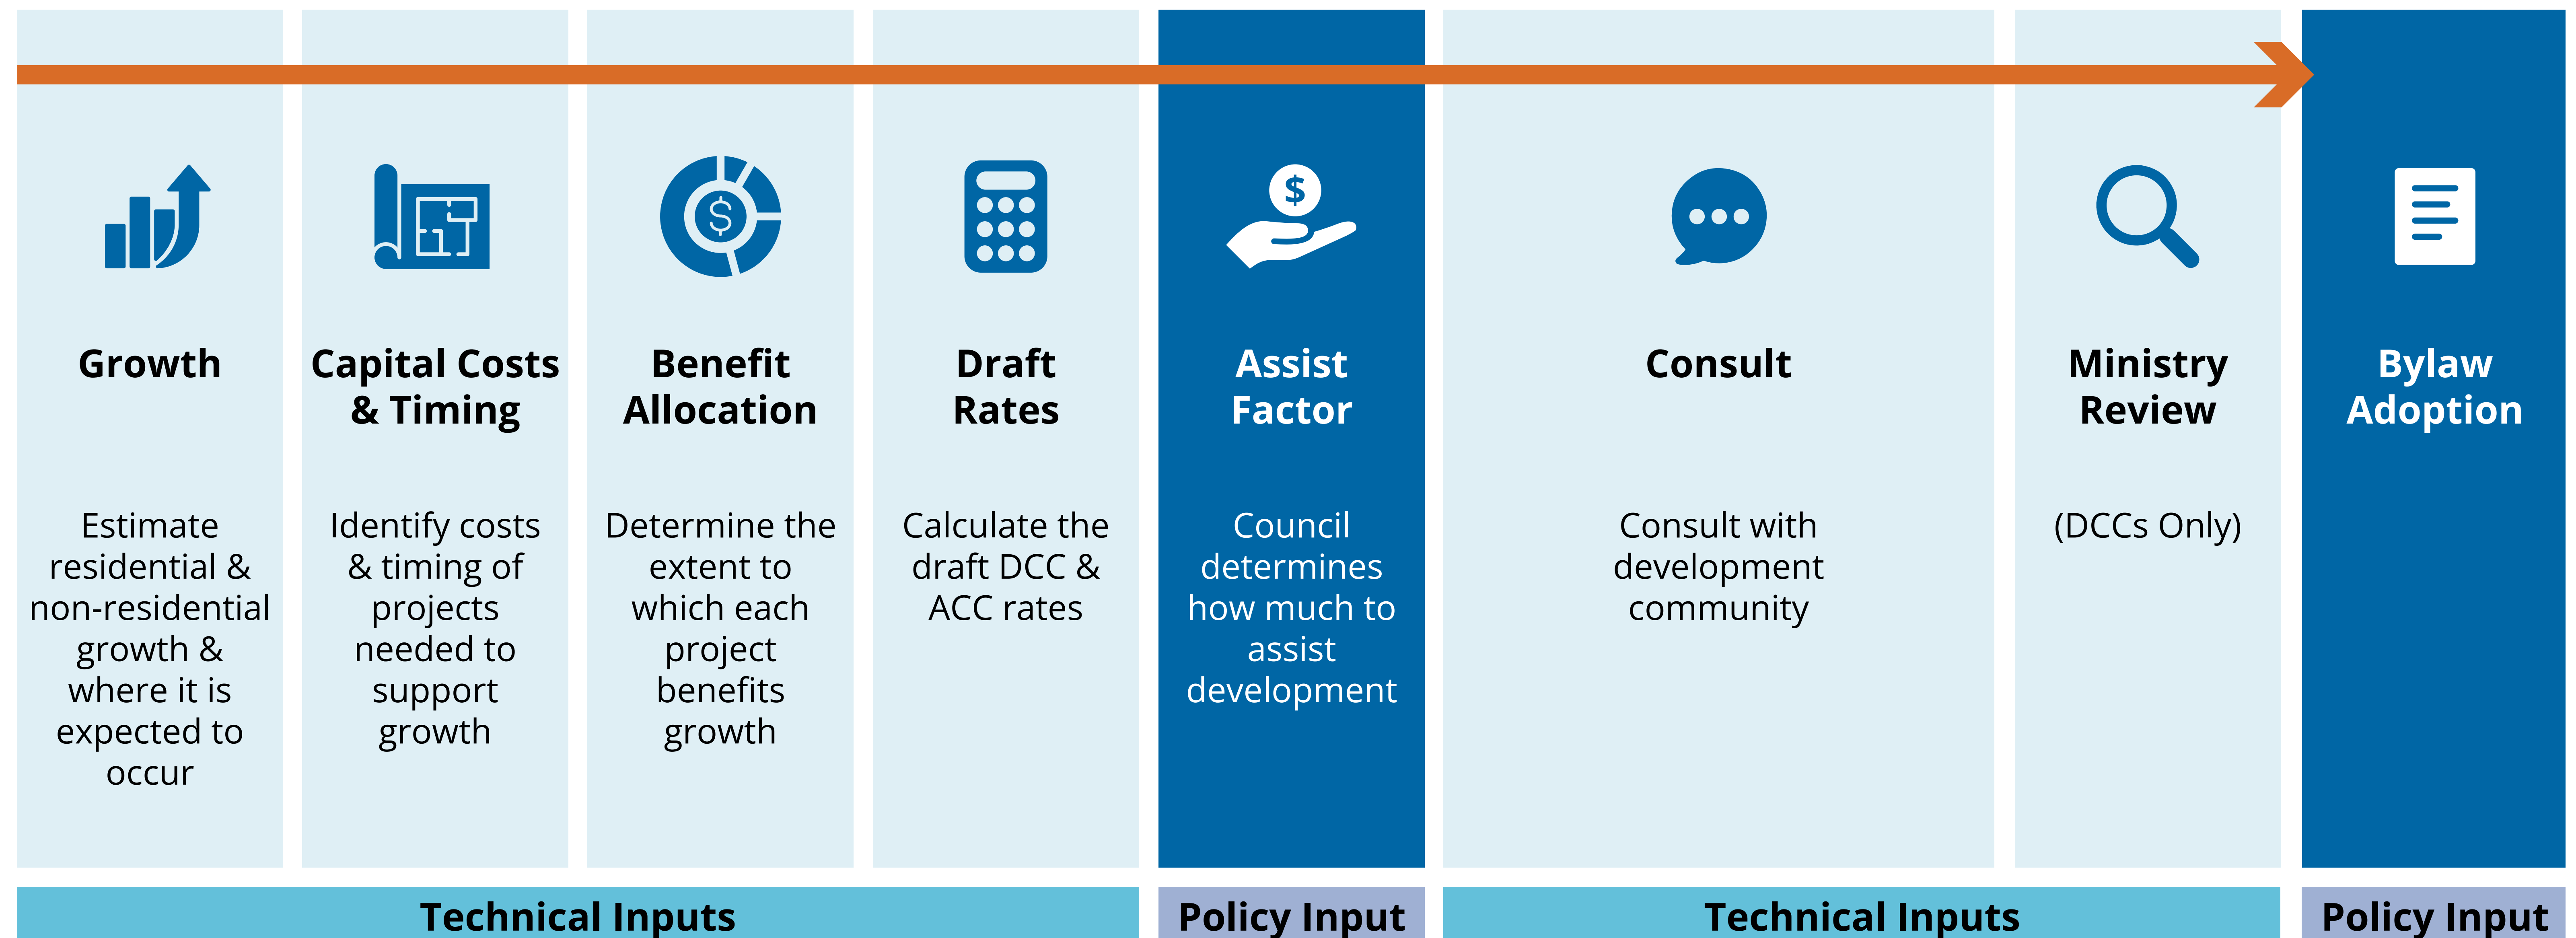 Growth
Estimate
residential &
non-residential
growth &
where it is
expected to
occur
Capital Costs
& Timing
Identify costs
& timing of
projects
needed to
support
growth
$
Benefit
Allocation
Determine the
extent to
which each
project
benefits
growth
Draft
Rates
Calculate the
draft DCC &
ACC rates
$
Assist
Factor
Council
determines
how much to
assist
development
Consult
Consult with
development
community
Ministry
Review
(DCCs Only)
Bylaw
Adoption
Technical Inputs
Policy Input
Technical Inputs
Policy Input